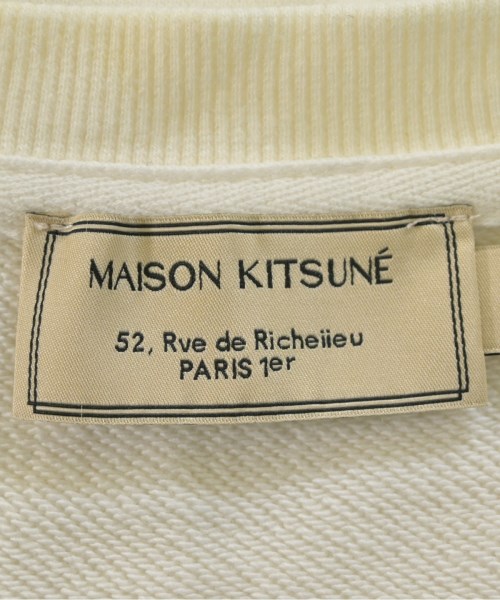 MAISON KITSUNÉ
52, Rve de Richeiieu
PARIS 1er